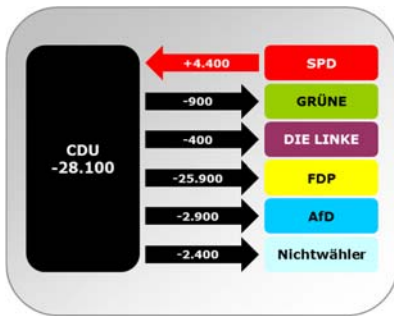 CDU
-28.100
+4.400
SPD
-900
GRÜNE
-400
DIE LINKE
-25.900
FDP
-2.900
AfD
-2.400
Nichtwähler